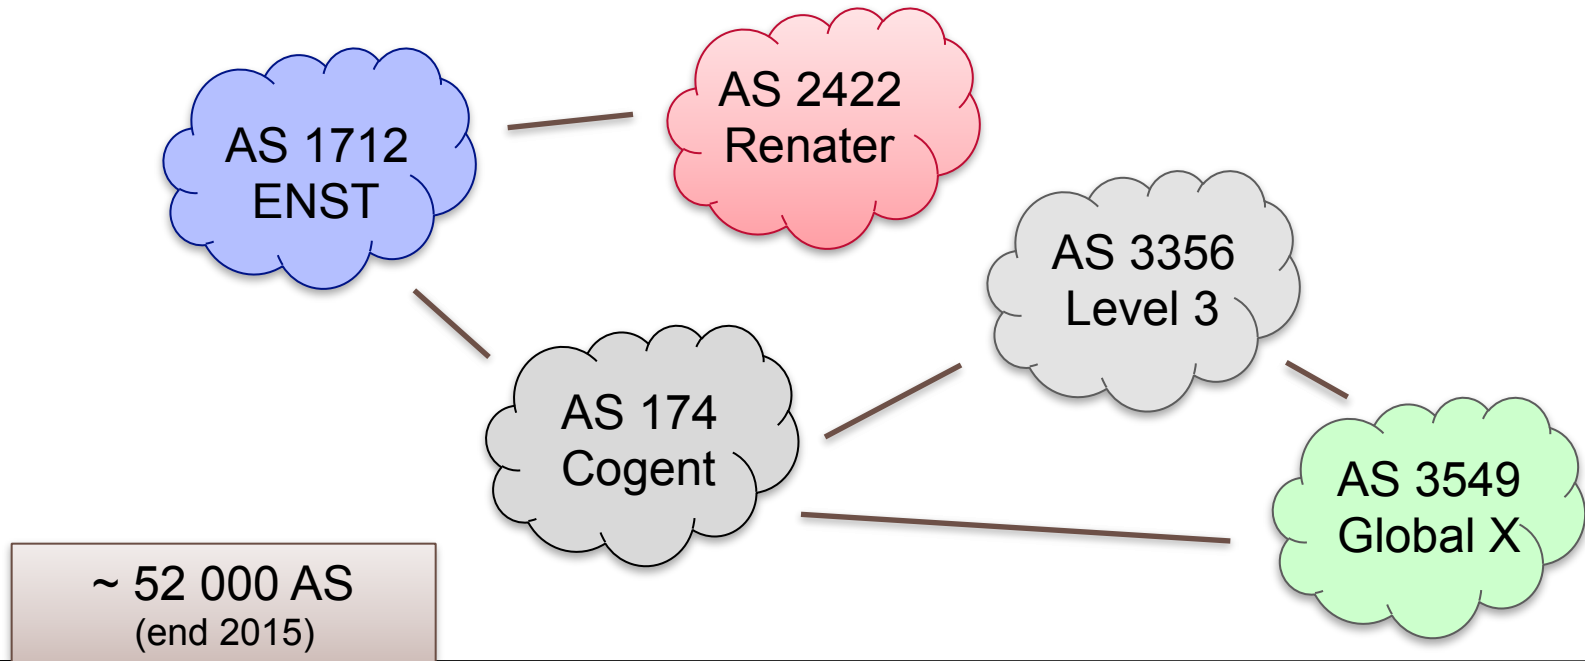 AS 1712
ENST
AS 2422
Renater
AS 3356
Level 3
AS 174
Cogent
AS 3549
Global X
~ 52 000 AS
(end 2015)